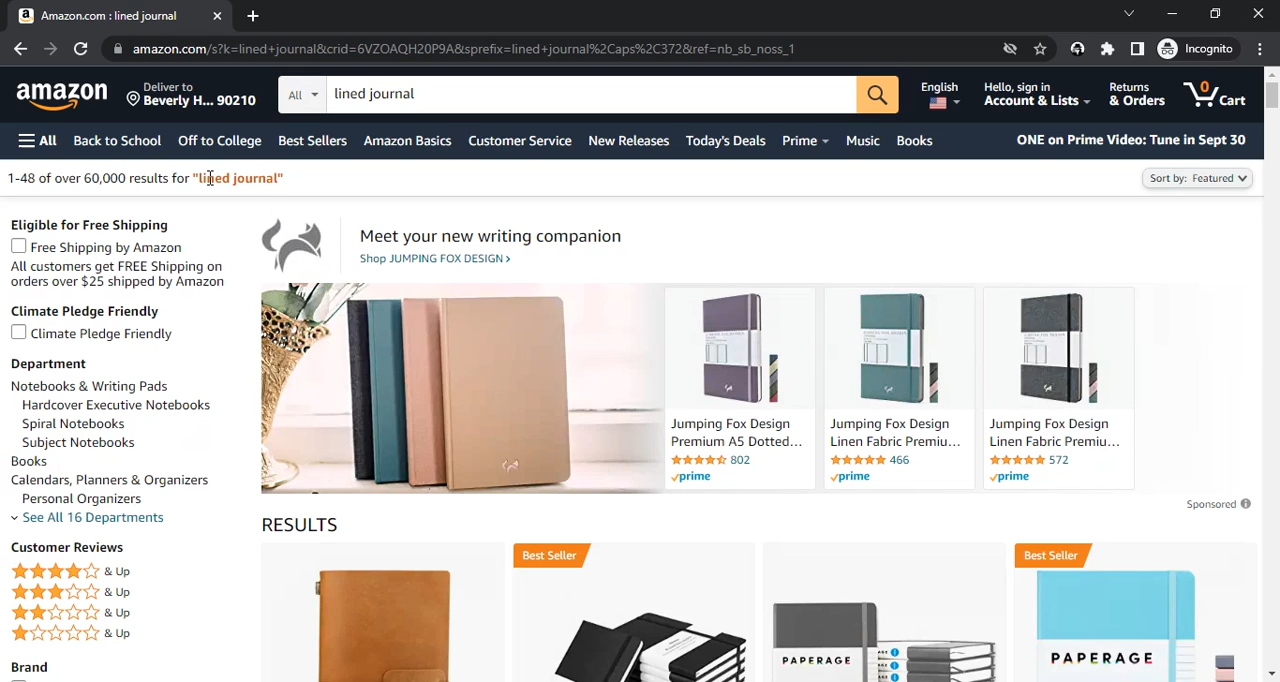 Amazon.com : lined journal
amazon.com/s?k=lined+journal&crid=6VZOAQH20P9A&sprefix=lined+journal%2Caps%2C372&ref=nb_sb_noss_1
Incognito
amazon
Deliver to
Beverly H... 90210
All
lined journal
English
Hello, sign in
Account & Lists
Returns
& Orders
0
Cart
All Back to School Off to College Best Sellers Amazon Basics Customer Service New Releases Today's Deals Prime Music Books ONE on Prime Video: Tune in Sept 30
1-48 of over 60,000 results for "lined journal"
Sort by: Featured
Eligible for Free Shipping
Free Shipping by Amazon
All customers get FREE Shipping on
orders over $25 shipped by Amazon
Climate Pledge Friendly
Climate Pledge Friendly
Department
Notebooks & Writing Pads
Hardcover Executive Notebooks
Spiral Notebooks
Subject Notebooks
Books
Calendars, Planners & Organizers
Personal Organizers
See All 16 Departments
Customer Reviews
& Up
& Up
& Up
& Up
Brand
Meet your new writing companion
Shop JUMPING FOX DESIGN ›
Jumping Fox Design
Premium A5 Dotted...
802
prime
Jumping Fox Design
Linen Fabric Premiu...
466
prime
Jumping Fox Design
Linen Fabric Premiu...
572
prime
Sponsored
RESULTS
Best Seller
PAPERAGE
Best Seller
PAPERAGE